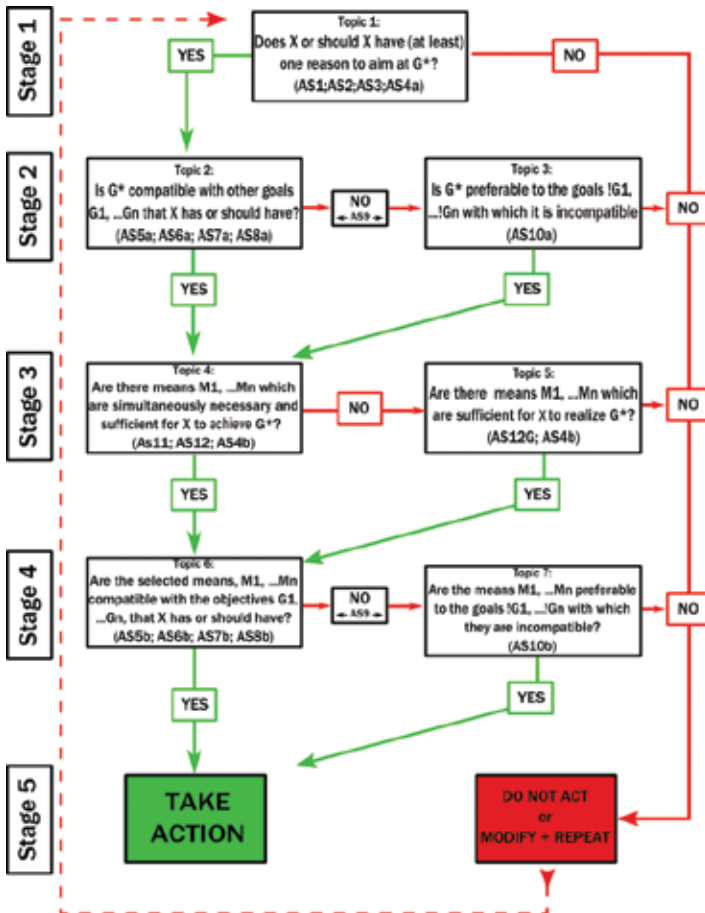 Stage 1
Topic 1:
Does X or should X have (at least)
one reason to aim at G*?
(AS1;AS2;AS3;AS4a)
YES
NO
Stage 2
Topic 2:
Is G* compatible with other goals
G1, ...Gn that X has or should have?
(AS5a; AS6a; AS7a; AS8a)
NO
AS9
Topic 3:
Is G* preferable to the goals !G1,
...!Gn with which it is incompatible
(AS10a)
NO
YES
YES
Stage 3
Topic 4:
Are there means M1, ...Mn which
are simultaneously necessary and
sufficient for X to achieve G*?
(As11; AS12; AS4b)
NO
Topic 5:
Are there means M1, ...Mn which
are sufficient for X to realize G*?
(AS12G; AS4b)
NO
YES
YES
Stage 4
Topic 6:
Are the selected means, M1, ...Mn
compatible with the objectives G1,
...Gn, that X has or should have?
(AS5b; AS6b; AS7b; AS8b)
NO
AS9
Topic 7:
Are the means M1, ...Mn preferable
to the goals !G1, ...!Gn with which
they are incompatible?
(AS10b)
NO
YES
YES
Stage 5
TAKE
ACTION
DO NOT ACT
or
MODIFY + REPEAT